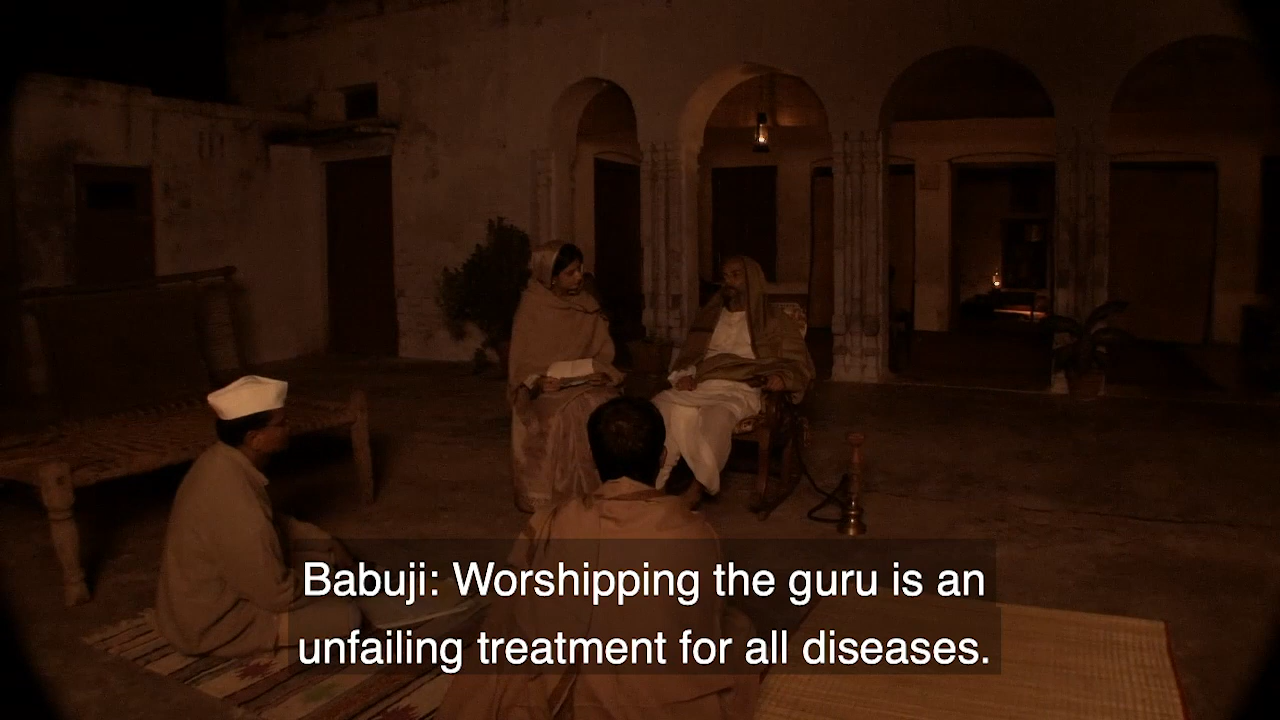 Babuji: Worshipping the guru is an
unfailing treatment for all diseases.